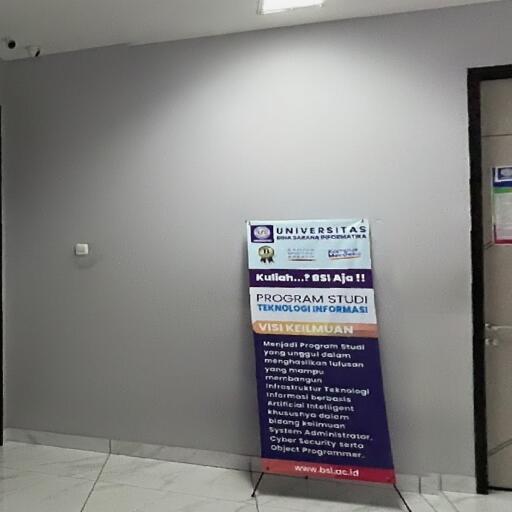 UNIVERSITAS
BINA SARANA INFORMATIKA
Kuliah...? BSI Aja !!
PROGRAM STUDI
TEKNOLOGI INFORMASI
VISI KEILMUAN
Menjadi Program Studi
yang unggul dalam
menghasilkan lulusan
yang mampu
membangun
Infrastruktur Teknologi
Informasi berbasis
Artificial Intelligent
khususnya dalam
bidang keilmuan
System Administrator,
Cyber Security serta
Object Programmer.
www.bsi.ac.id